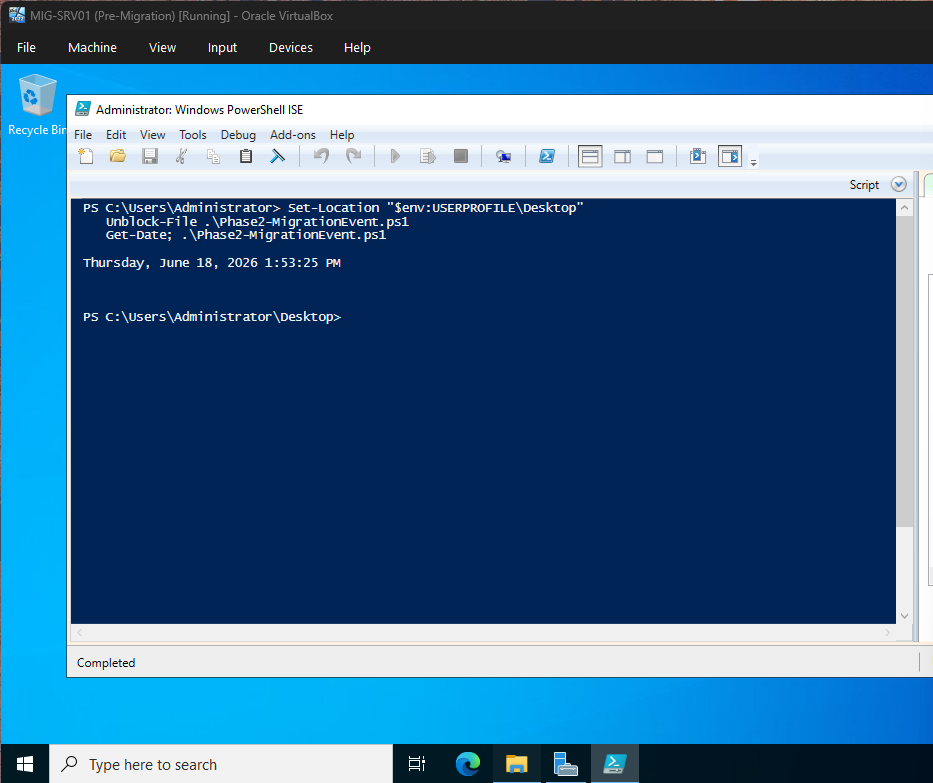 MIG-SRV01 (Pre-Migration) [Running] - Oracle VirtualBox
File Machine View Input Devices Help
Recycle Bin
Administrator: Windows PowerShell ISE
File Edit View Tools Debug Add-ons Help
Script
PS C:\Users\Administrator> Set-Location "$env:USERPROFILE\Desktop"
Unblock-File .\Phase2-MigrationEvent.ps1
Get-Date; .\Phase2-MigrationEvent.ps1
Thursday, June 18, 2026 1:53:25 PM
PS C:\Users\Administrator\Desktop>
Completed
Type here to search